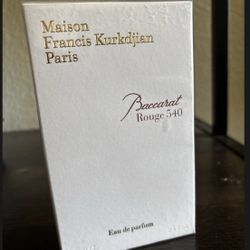 Maison
Francis Kurkdjian
Paris
Baccarat
Rouge 540
Eau de parfum